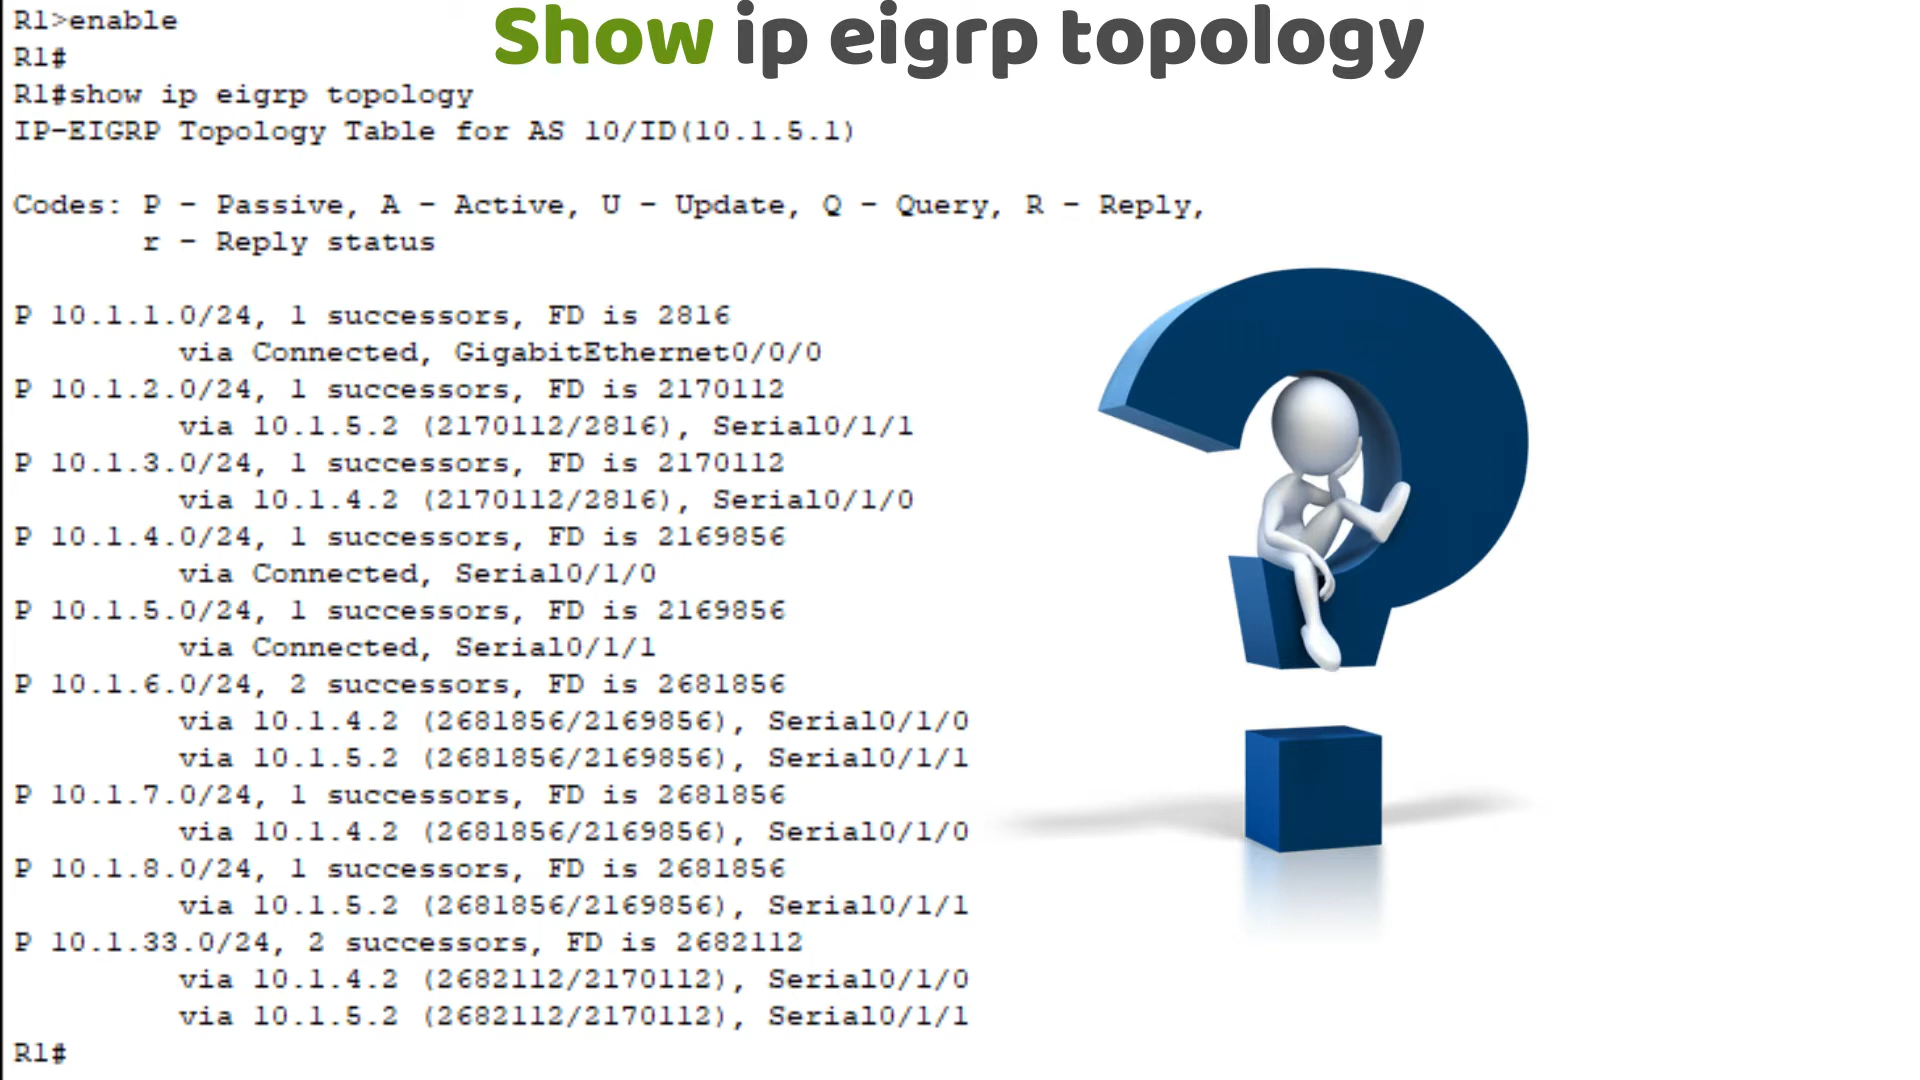 Show ip eigrp topology
R1>enable
R1#
R1#show ip eigrp topology
IP-EIGRP Topology Table for AS 10/ID(10.1.5.1)
Codes: P - Passive, A - Active, U - Update, Q - Query, R - Reply,
r - Reply status
P 10.1.1.0/24, 1 successors, FD is 2816
via Connected, GigabitEthernet0/0/0
P 10.1.2.0/24, 1 successors, FD is 2170112
via 10.1.5.2 (2170112/2816), Serial0/1/1
P 10.1.3.0/24, 1 successors, FD is 2170112
via 10.1.4.2 (2170112/2816), Serial0/1/0
P 10.1.4.0/24, 1 successors, FD is 2169856
via Connected, Serial0/1/0
P 10.1.5.0/24, 1 successors, FD is 2169856
via Connected, Serial0/1/1
P 10.1.6.0/24, 2 successors, FD is 2681856
via 10.1.4.2 (2681856/2169856), Serial0/1/0
via 10.1.5.2 (2681856/2169856), Serial0/1/1
P 10.1.7.0/24, 1 successors, FD is 2681856
via 10.1.4.2 (2681856/2169856), Serial0/1/0
P 10.1.8.0/24, 1 successors, FD is 2681856
via 10.1.5.2 (2681856/2169856), Serial0/1/1
P 10.1.33.0/24, 2 successors, FD is 2682112
via 10.1.4.2 (2682112/2170112), Serial0/1/0
via 10.1.5.2 (2682112/2170112), Serial0/1/1
R1#